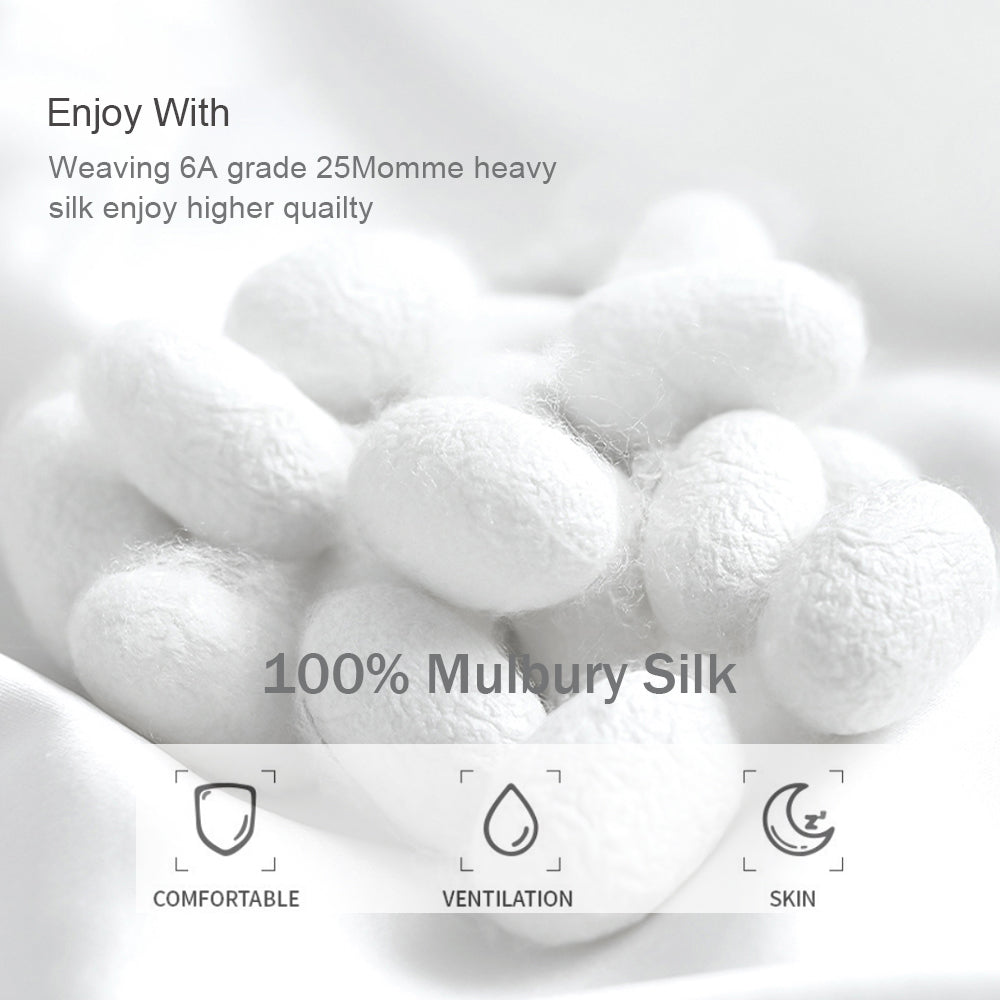 Enjoy With
Weaving 6A grade 25Momme heavy
silk enjoy higher quailty
100% Mulbury Silk
COMFORTABLE
VENTILATION
SKIN